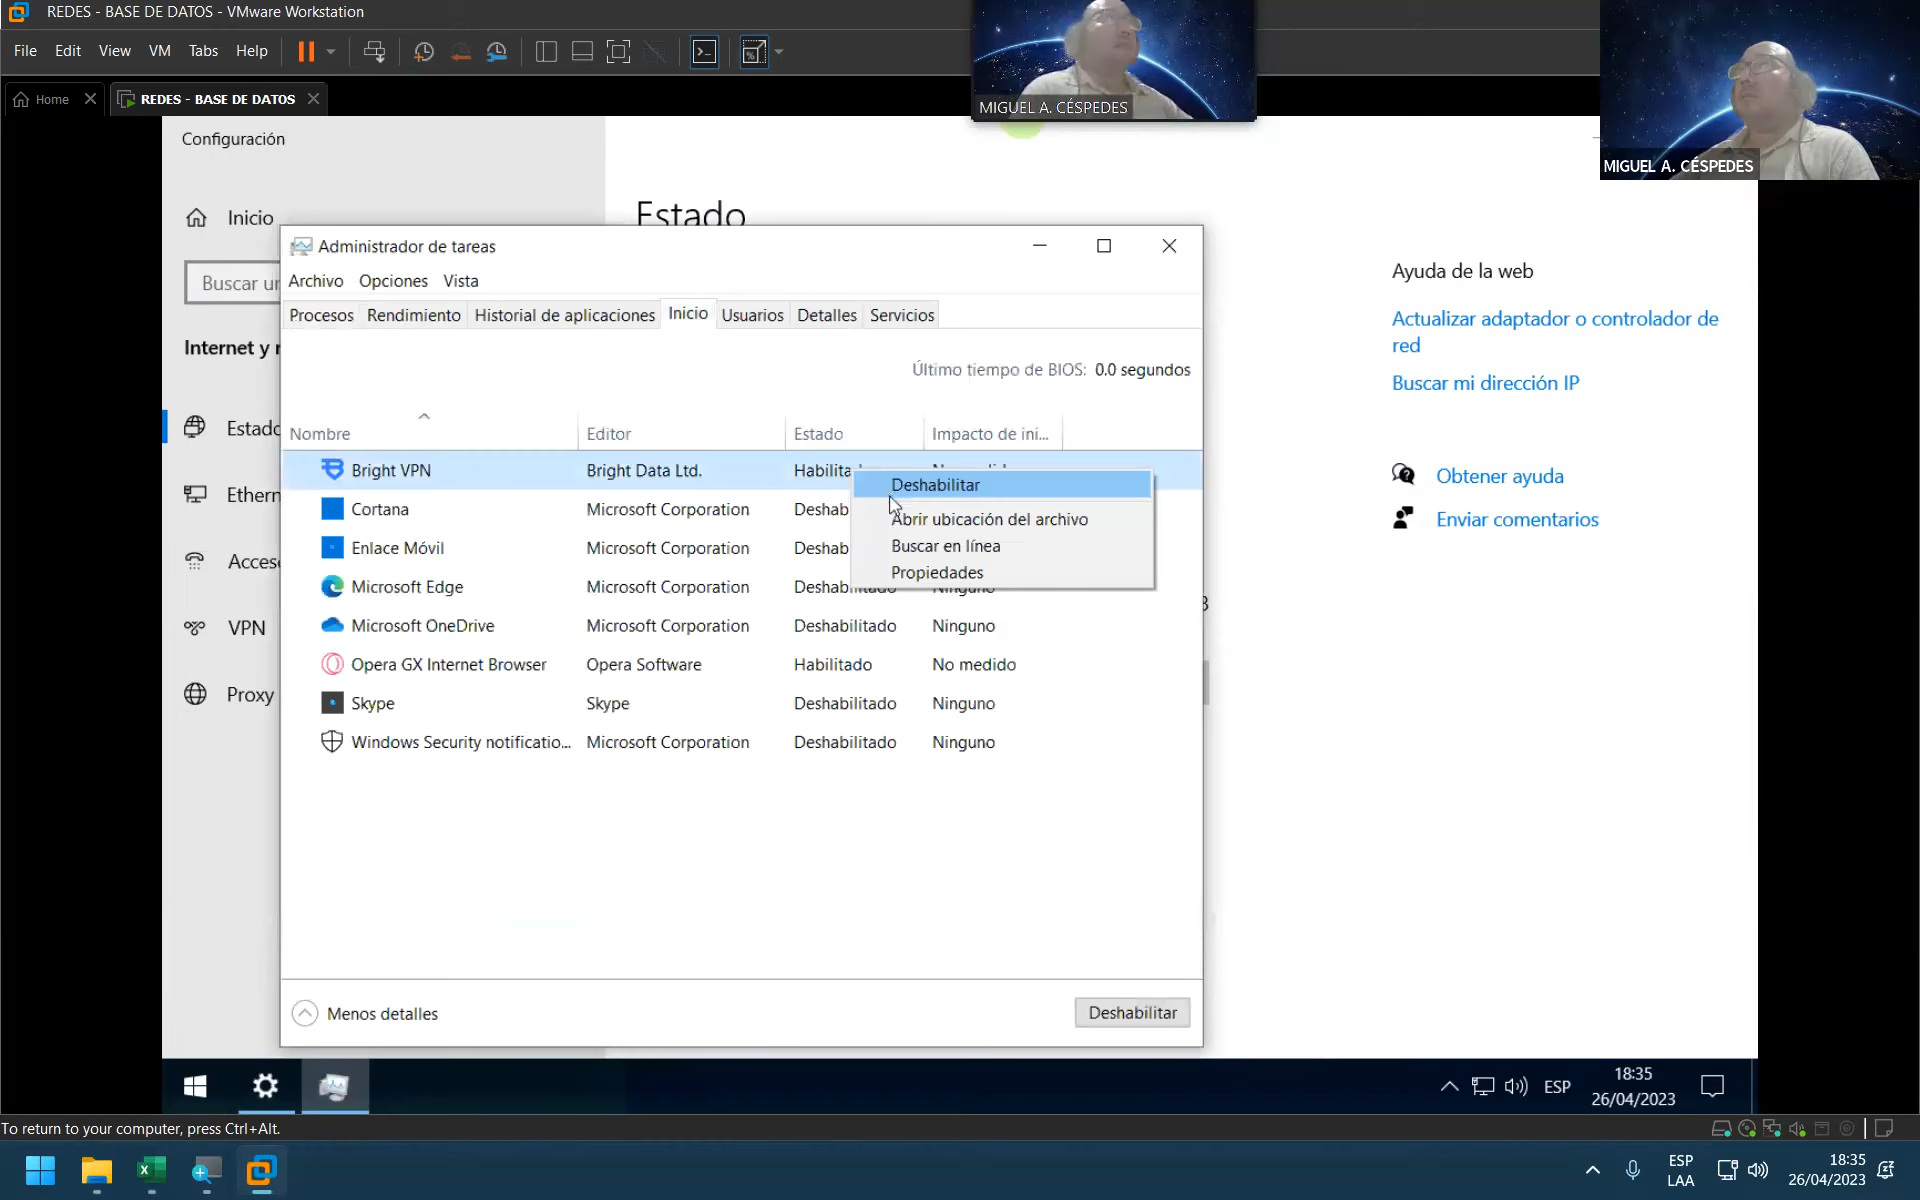 REDES - BASE DE DATOS - VMware Workstation
File Edit View VM Tabs Help
MIGUEL A. CÉSPEDES
MIGUEL A. CÉSPEDES
Home
REDES - BASE DE DATOS
Configuración
Inicio
Estado
Buscar un
Internet y r
Estado
Ethern
Acceso
VPN
Proxy
Administrador de tareas
Archivo Opciones Vista
Procesos Rendimiento Historial de aplicaciones Inicio Usuarios Detalles Servicios
Último tiempo de BIOS: 0.0 segundos
Nombre Editor Estado Impacto de ini...
Bright VPN Bright Data Ltd. Habilita
Cortana Microsoft Corporation Deshab
Enlace Móvil Microsoft Corporation Deshab
Microsoft Edge Microsoft Corporation Deshabilitado Ninguno
Microsoft OneDrive Microsoft Corporation Deshabilitado Ninguno
Opera GX Internet Browser Opera Software Habilitado No medido
Skype Skype Deshabilitado Ninguno
Windows Security notificatio... Microsoft Corporation Deshabilitado Ninguno
Deshabilitar
Abrir ubicación del archivo
Buscar en línea
Propiedades
Menos detalles
Deshabilitar
Ayuda de la web
Actualizar adaptador o controlador de
red
Buscar mi dirección IP
Obtener ayuda
Enviar comentarios
ESP
18:35
26/04/2023
To return to your computer, press Ctrl+Alt.
ESP
LAA
18:35
26/04/2023